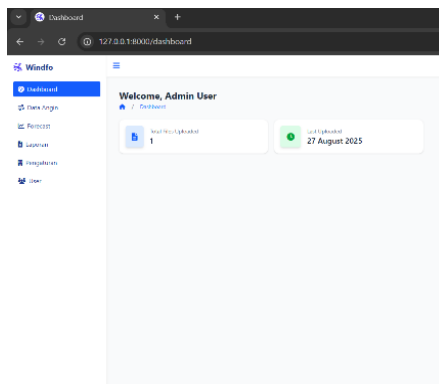 Dashboard
127.0.0.1:8000/dashboard
Windfo
Dashboard
Welcome, Admin User
/ Dashboard
Data Angin
Forecast
Laporan
Pengaturan
User
Total Files Uploaded
1
Last Uploaded
27 August 2025